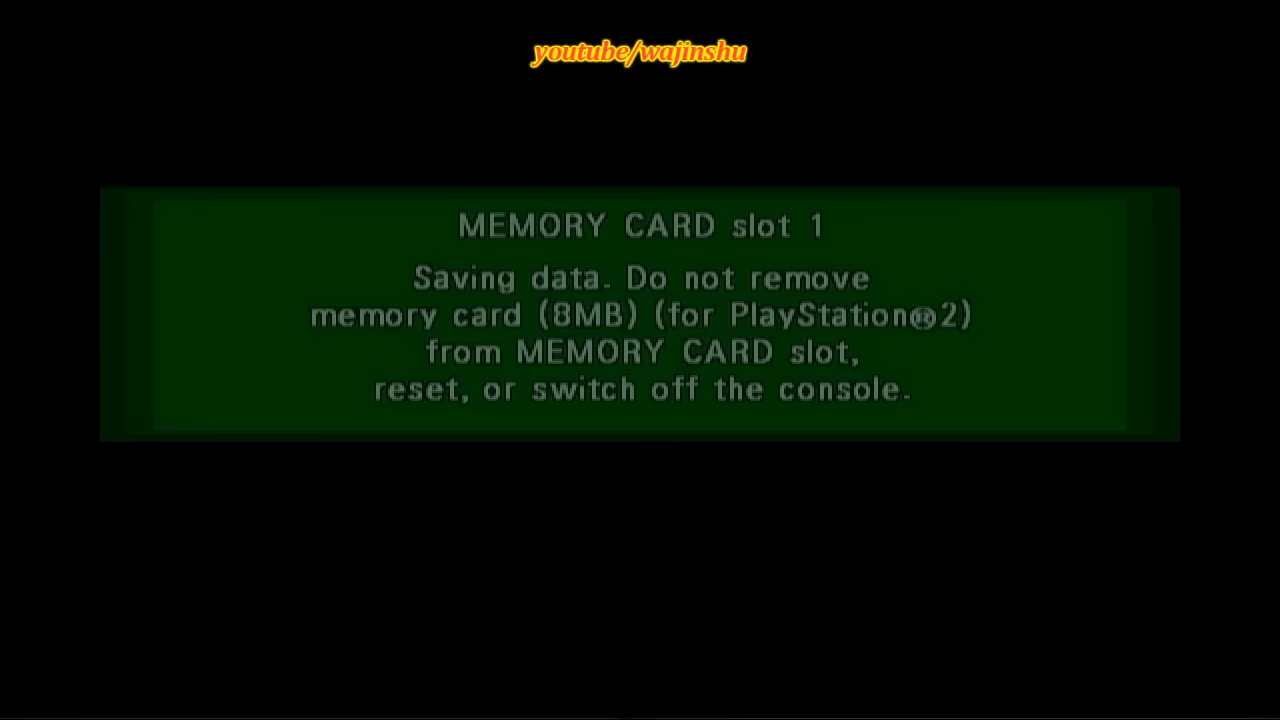 youtube/wajinshu
MEMORY CARD slot 1
Saving data. Do not remove
memory card (8MB) (for PlayStation®2)
from MEMORY CARD slot,
reset, or switch off the console.